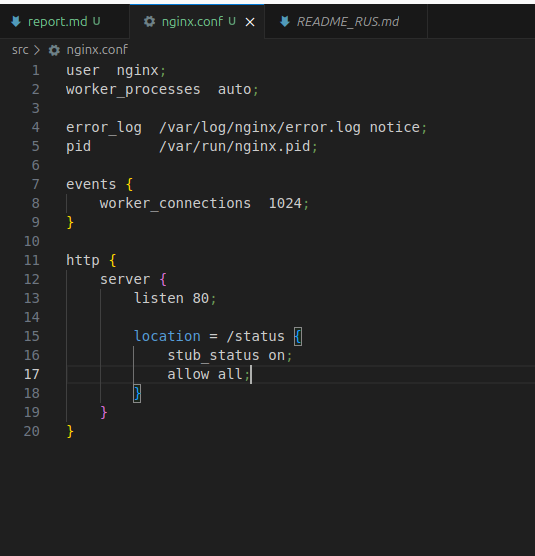 report.md U nginx.conf U × README_RUS.md
src > nginx.conf
1 user  nginx;
2 worker_processes  auto;
3
4 error_log  /var/log/nginx/error.log notice;
5 pid        /var/run/nginx.pid;
6
7 events {
8     worker_connections  1024;
9 }
10
11 http {
12     server {
13         listen 80;
14
15         location = /status {
16             stub_status on;
17             allow all;
18         }
19     }
20 }